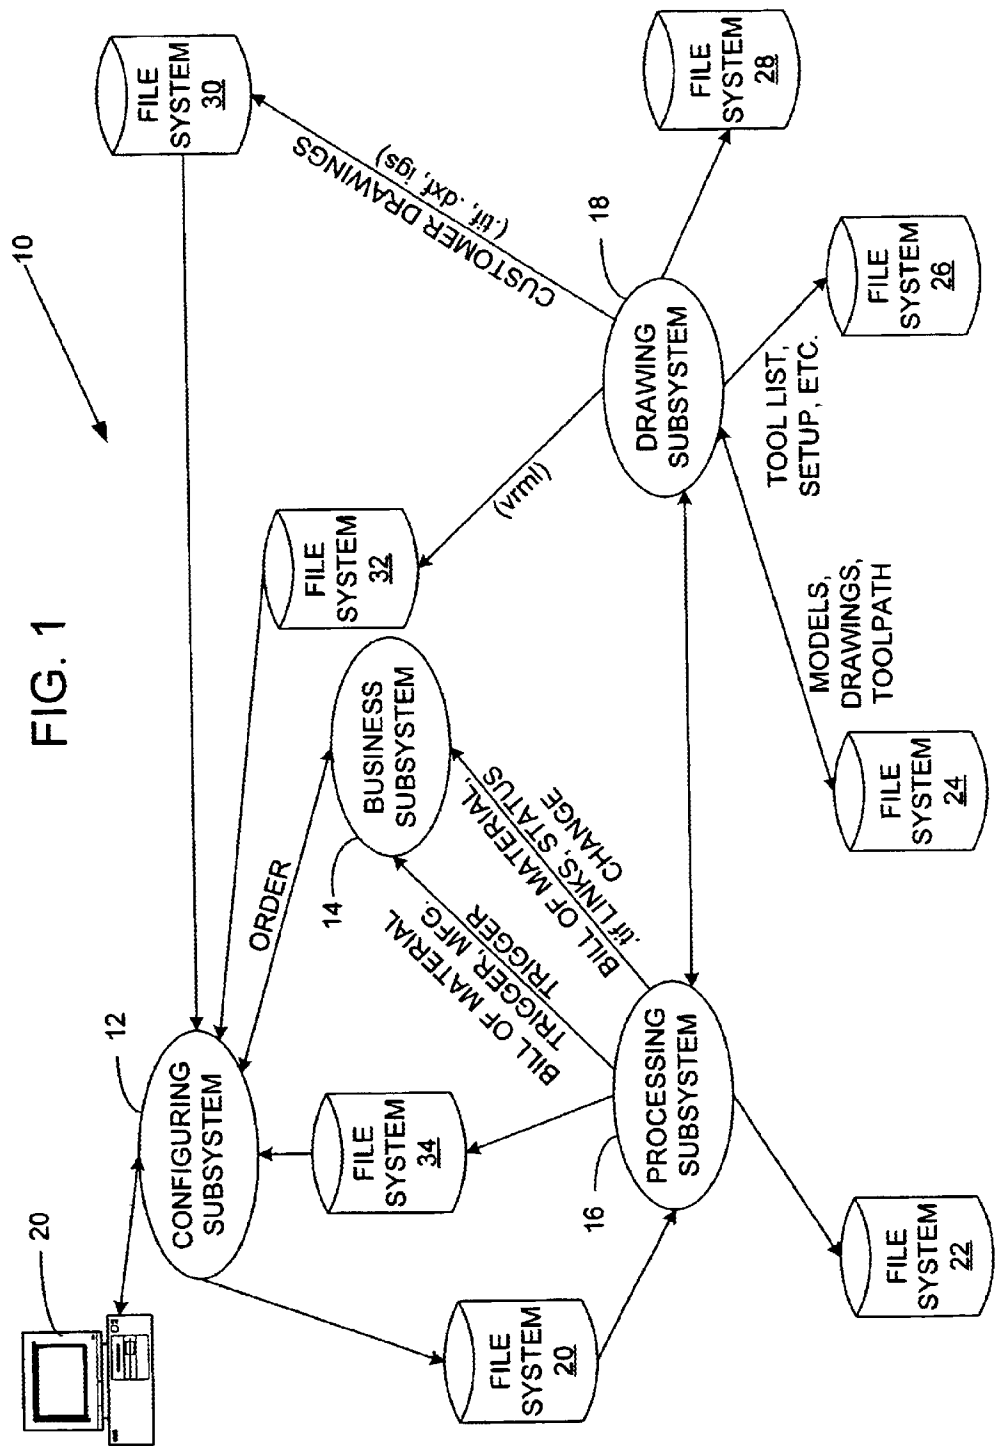 FIG. 1
10
20
12
CONFIGURING
SUBSYSTEM
ORDER
14
BUSINESS
SUBSYSTEM
FILE
SYSTEM
32
FILE
SYSTEM
30
CUSTOMER DRAWINGS
(.tif, .dxf, igs)
(vrml)
FILE
SYSTEM
34
BILL OF MATERIAL
TRIGGER, MFG.
TRIGGER
BILL OF MATERIAL,
.tif LINKS, STATUS
CHANGE
FILE
SYSTEM
20
16
PROCESSING
SUBSYSTEM
18
DRAWING
SUBSYSTEM
FILE
SYSTEM
28
TOOL LIST,
SETUP, ETC.
MODELS,
DRAWINGS,
TOOLPATH
FILE
SYSTEM
22
FILE
SYSTEM
24
FILE
SYSTEM
26